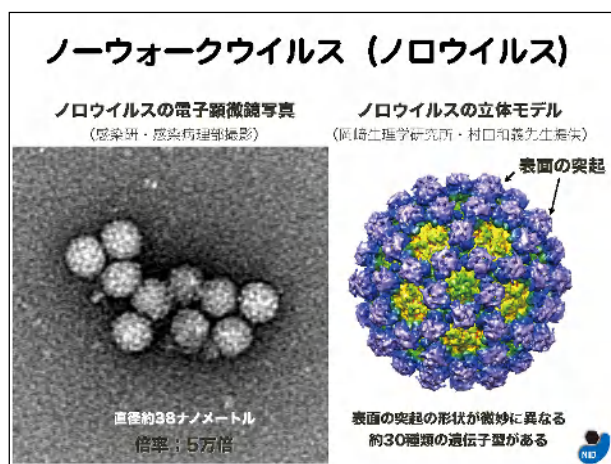 ノーウォークウイルス（ノロウイルス）
ノロウイルスの電子顕微鏡写真
（感染研・感染病理部撮影）
ノロウイルスの立体モデル
（岡崎生理学研究所・村田和義先生提供）
表面の突起
直径約38ナノメートル
倍率：5万倍
表面の突起の形状が微妙に異なる
約30種類の遺伝子型がある
NIID